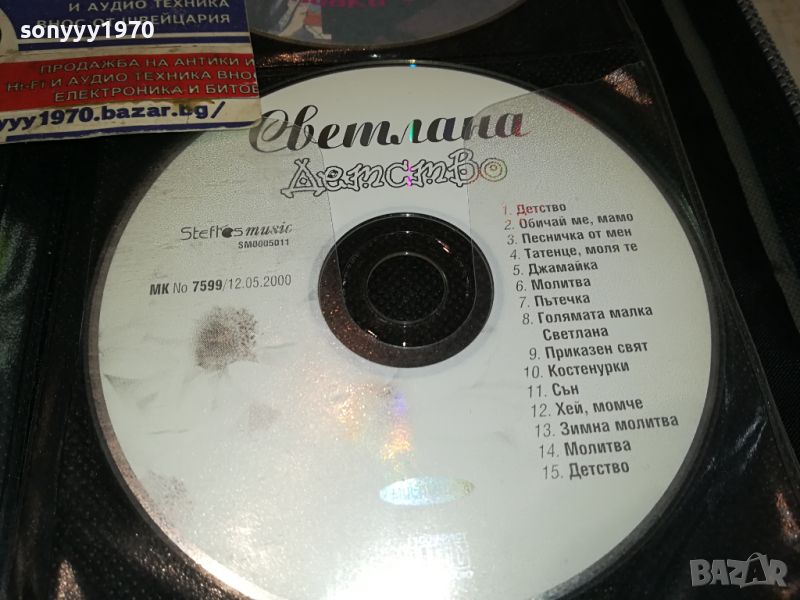 И АУДИО ТЕХНИКА
ВНОС ОТ ШВЕЙЦАРИЯ
sonyyy1970
ПРОДАЖБА НА АНТИКИ И
Hi-Fi И АУДИО ТЕХНИКА ВНОС
ЕЛЕКТРОНИКА И БИТОВ
yyy1970.bazar.bg/
Светлана
Детство
Steffos music
SM0005011
МК No 7599/12.05.2000
1. Детство
2. Обичай ме, мамо
3. Песничка от мен
4. Татенце, моля те
5. Джамайка
6. Молитва
7. Пътечка
8. Голямата малка
Светлана
9. Приказен свят
10. Костенурки
11. Сън
12. Хей, момче
13. Зимна молитва
14. Молитва
15. Детство
BAZAR